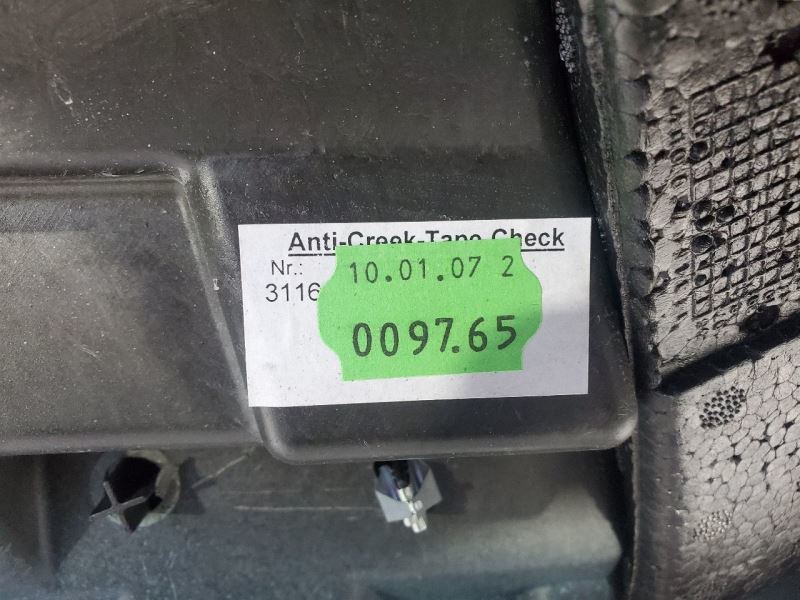 Anti-Creek-Tape Check
Nr.:
3116
10.01.07 2
0097.65